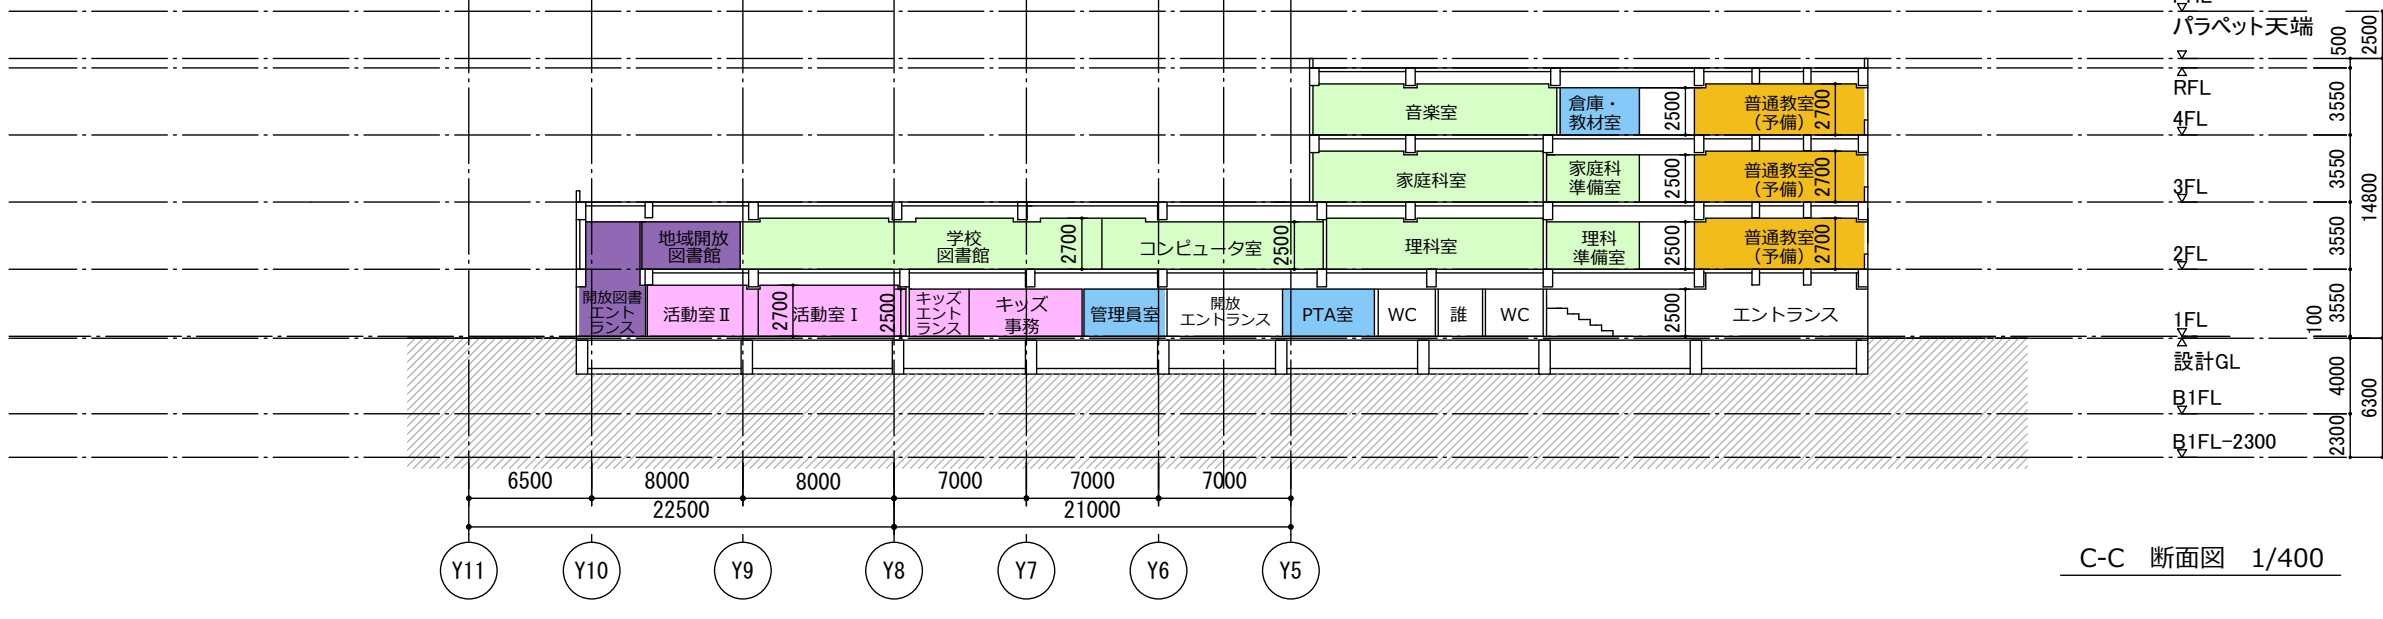 パラペット天端
500
2500
RFL
3550
4FL
3550
3FL
14800
3550
2FL
3550
100
1FL
設計GL
4000
B1FL
6300
B1FL-2300
2300
音楽室
倉庫・
教材室
2500
普通教室
（予備）
2700
家庭科室
家庭科
準備室
2500
普通教室
（予備）
2700
地域開放
図書館
学校
図書館
2700
コンピュータ室
2500
理科室
理科
準備室
2500
普通教室
（予備）
2700
開放図書
エント
ランス
活動室Ⅱ
2700
活動室Ⅰ
2500
キッズ
エント
ランス
キッズ
事務
管理員室
開放
エントランス
PTA室
WC
誰
WC
2500
エントランス
6500
8000
8000
7000
7000
7000
22500
21000
Y11
Y10
Y9
Y8
Y7
Y6
Y5
C-C 断面図 1/400